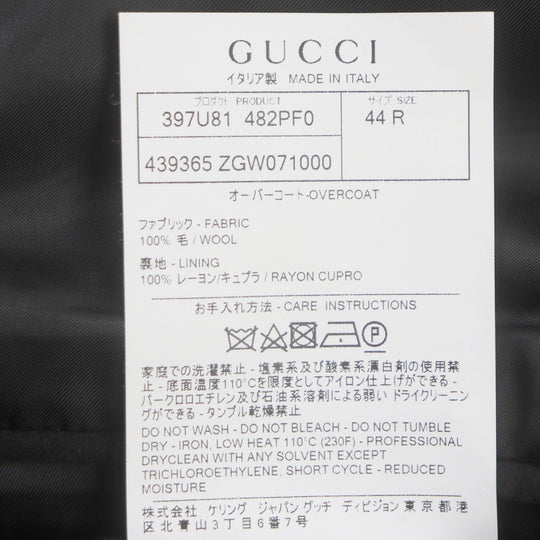 GUCCI
イタリア製 MADE IN ITALY
プロダクト PRODUCT サイズ SIZE
397U81 482PF0 44 R
439365 ZGW071000
オーバーコート-OVERCOAT
ファブリック - FABRIC
100% 毛 / WOOL
裏地 - LINING
100% レーヨン/キュプラ / RAYON CUPRO
お手入れ方法 - CARE INSTRUCTIONS
P
家庭での洗濯禁止 - 塩素系及び酸素系漂白剤の使用禁
止 - 底面温度110℃を限度としてアイロン仕上げができる -
パークロロエチレン及び石油系溶剤による弱い ドライクリーニン
グができる - タンブル乾燥禁止
DO NOT WASH - DO NOT BLEACH - DO NOT TUMBLE
DRY - IRON, LOW HEAT 110°C (230F) - PROFESSIONAL
DRYCLEAN WITH ANY SOLVENT EXCEPT
TRICHLOROETHYLENE, SHORT CYCLE - REDUCED
MOISTURE
株式会社 ケリング ジャパン グッチ ディビジョン 東京都港
区北青山3丁目6番7号